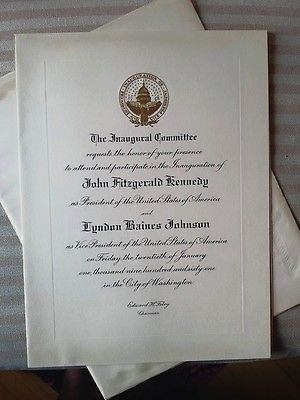 The Inaugural Committee
requests the honor of your presence
to attend and participate in the Inauguration of
John Fitzgerald Kennedy
as President of the United States of America
and
Lyndon Baines Johnson
as Vice President of the United States of America
on Friday the twentieth of January
one thousand nine hundred and sixty one
in the City of Washington
Edward H. Foley
Chairman